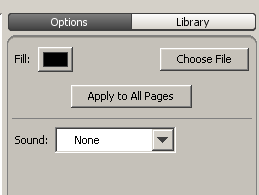 Options Library
Fill: Choose File
Apply to All Pages
Sound: None